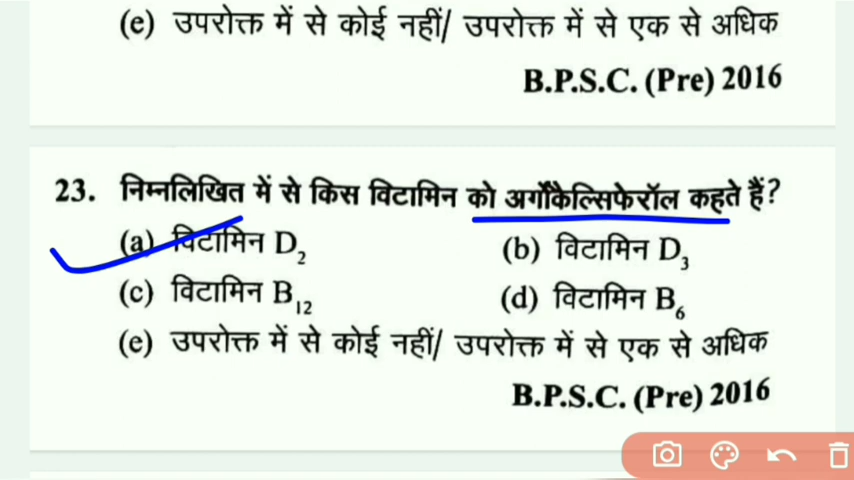 (e) उपरोक्त में से कोई नहीं/ उपरोक्त में से एक से अधिक
B.P.S.C. (Pre) 2016
23. निम्नलिखित में से किस विटामिन को अर्गोकैल्सिफेरॉल कहते हैं?
(a) विटामिन D₂ (b) विटामिन D₃
(c) विटामिन B₁₂ (d) विटामिन B₆
(e) उपरोक्त में से कोई नहीं/ उपरोक्त में से एक से अधिक
B.P.S.C. (Pre) 2016